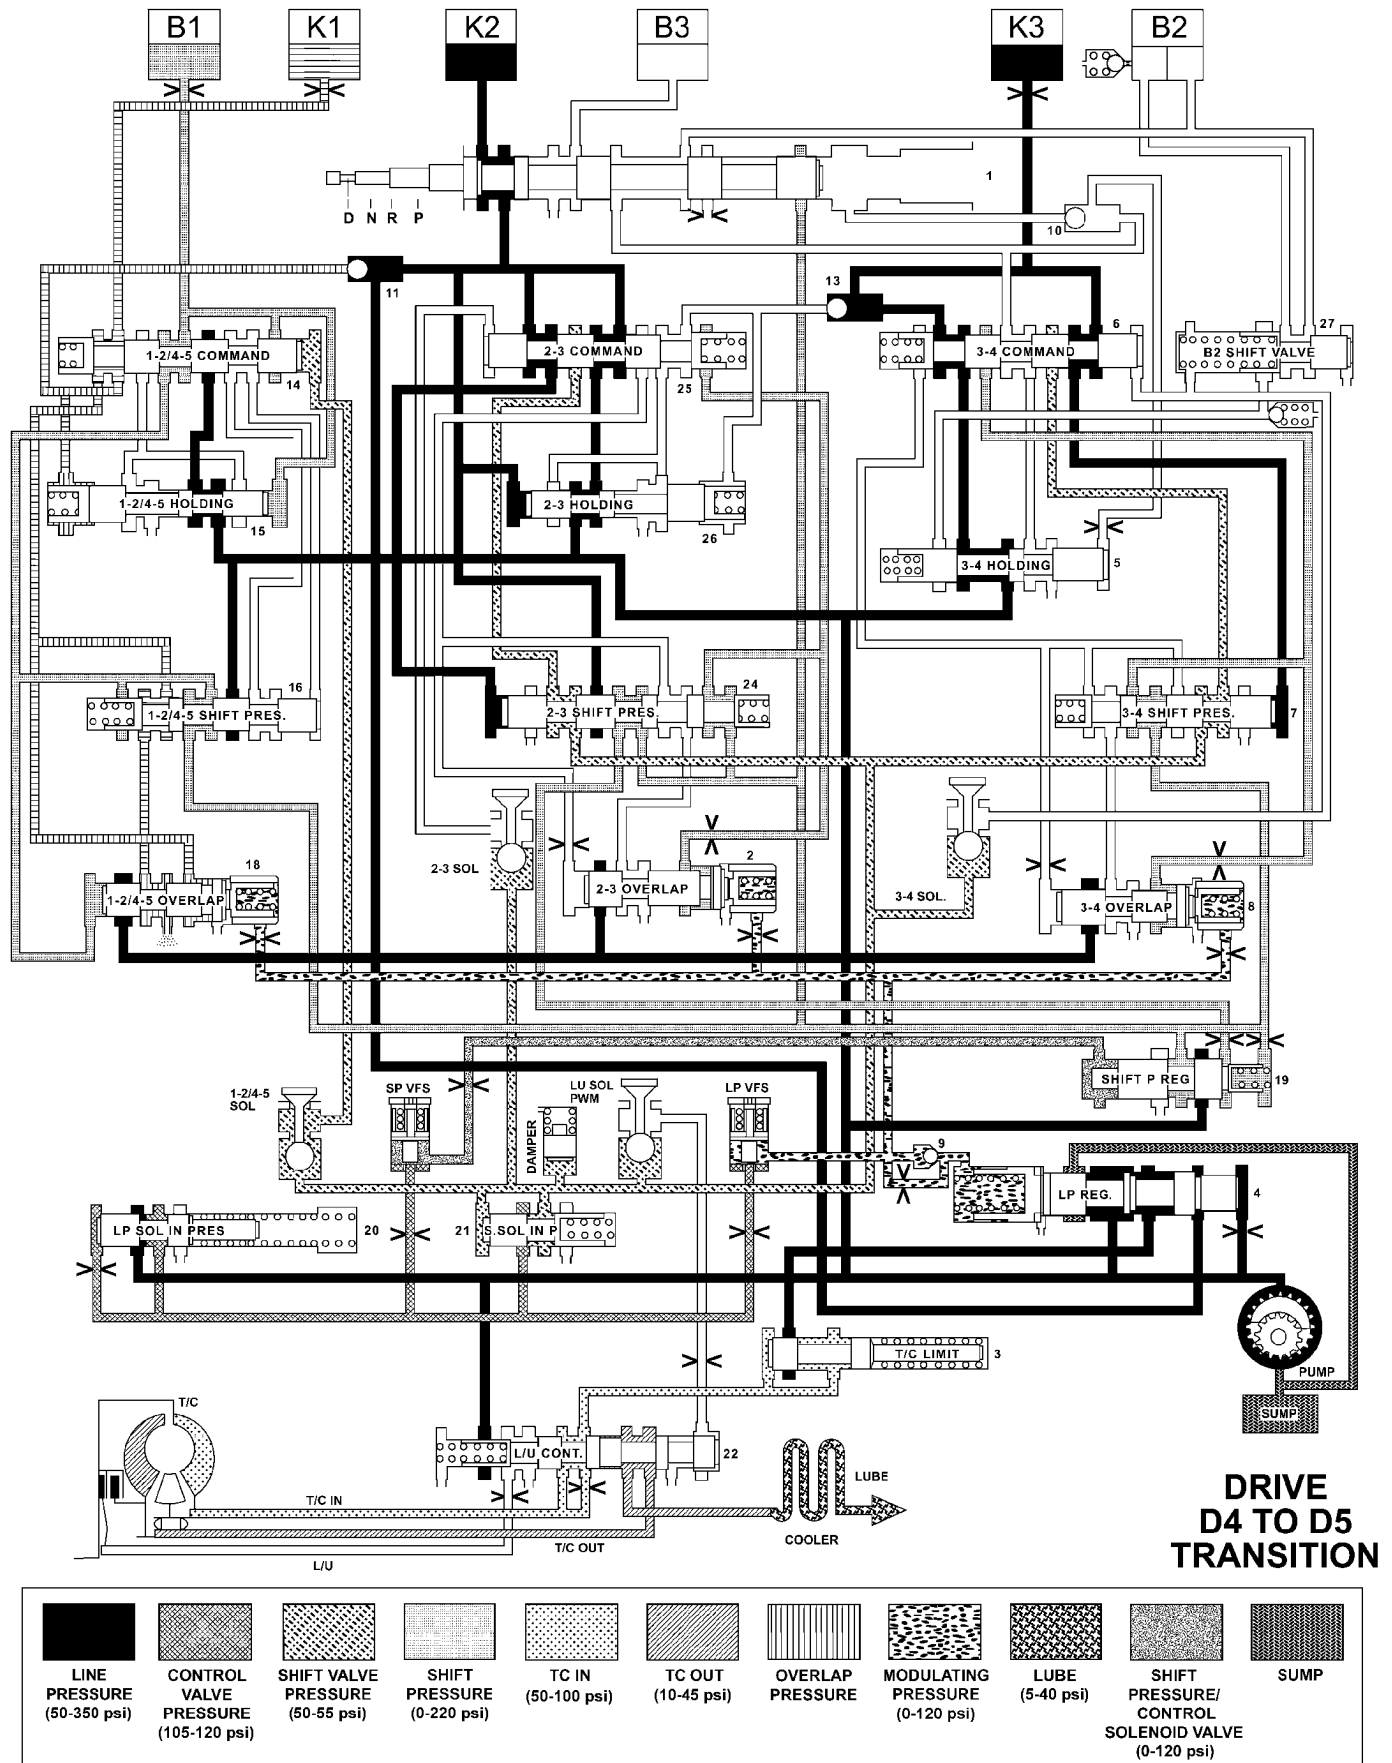 B1
K1
K2
B3
K3
B2
1
D N R P
10
11
13
6
27
1-2/4-5 COMMAND
14
2-3 COMMAND
25
3-4 COMMAND
B2 SHIFT VALVE
1-2/4-5 HOLDING
15
2-3 HOLDING
26
3-4 HOLDING
5
16
1-2/4-5 SHIFT PRES.
24
2-3 SHIFT PRES.
3-4 SHIFT PRES.
7
18
1-2/4-5 OVERLAP
2-3 SOL
2
2-3 OVERLAP
3-4 SOL.
3-4 OVERLAP
8
1-2/4-5
SOL
SP VFS
DAMPER
LU SOL
PWM
LP VFS
SHIFT P REG
19
9
LP REG.
4
LP SOL IN PRES
20
21
S.SOL IN P
T/C LIMIT
3
PUMP
SUMP
T/C
L/U CONT.
22
T/C IN
T/C OUT
L/U
COOLER
LUBE
DRIVE
D4 TO D5
TRANSITION
LINE
PRESSURE
(50-350 psi)
CONTROL
VALVE
PRESSURE
(105-120 psi)
SHIFT VALVE
PRESSURE
(50-55 psi)
SHIFT
PRESSURE
(0-220 psi)
TC IN
(50-100 psi)
TC OUT
(10-45 psi)
OVERLAP
PRESSURE
MODULATING
PRESSURE
(0-120 psi)
LUBE
(5-40 psi)
SHIFT
PRESSURE/
CONTROL
SOLENOID VALVE
(0-120 psi)
SUMP